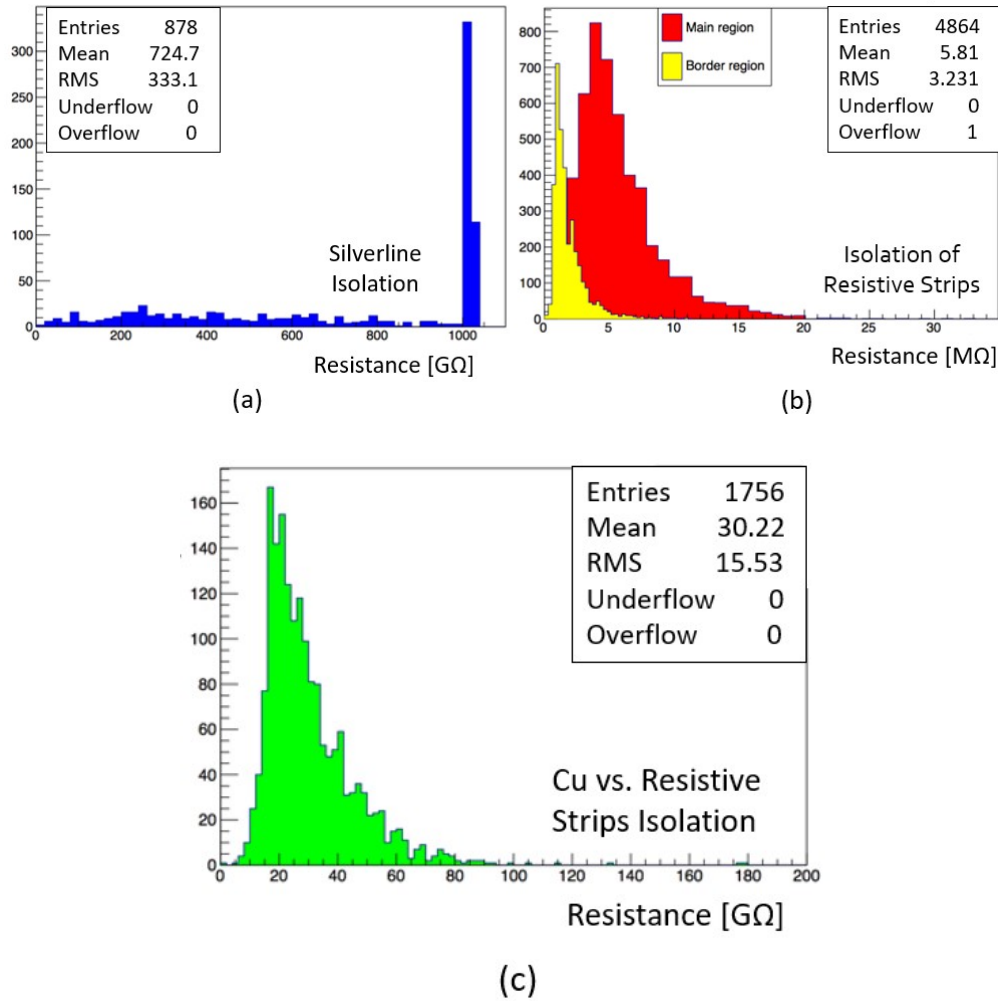 Entries 878
Mean 724.7
RMS 333.1
Underflow 0
Overflow 0
300
250
200
150
100
50
0
0 200 400 600 800 1000
Silverline
Isolation
Resistance [GΩ]
(a)
Main region
Border region
Entries 4864
Mean 5.81
RMS 3.231
Underflow 0
Overflow 1
800
700
600
500
400
300
200
100
0
0 5 10 15 20 25 30
Isolation of
Resistive Strips
Resistance [MΩ]
(b)
Entries 1756
Mean 30.22
RMS 15.53
Underflow 0
Overflow 0
160
140
120
100
80
60
40
20
0
0 20 40 60 80 100 120 140 160 180 200
Cu vs. Resistive
Strips Isolation
Resistance [GΩ]
(c)